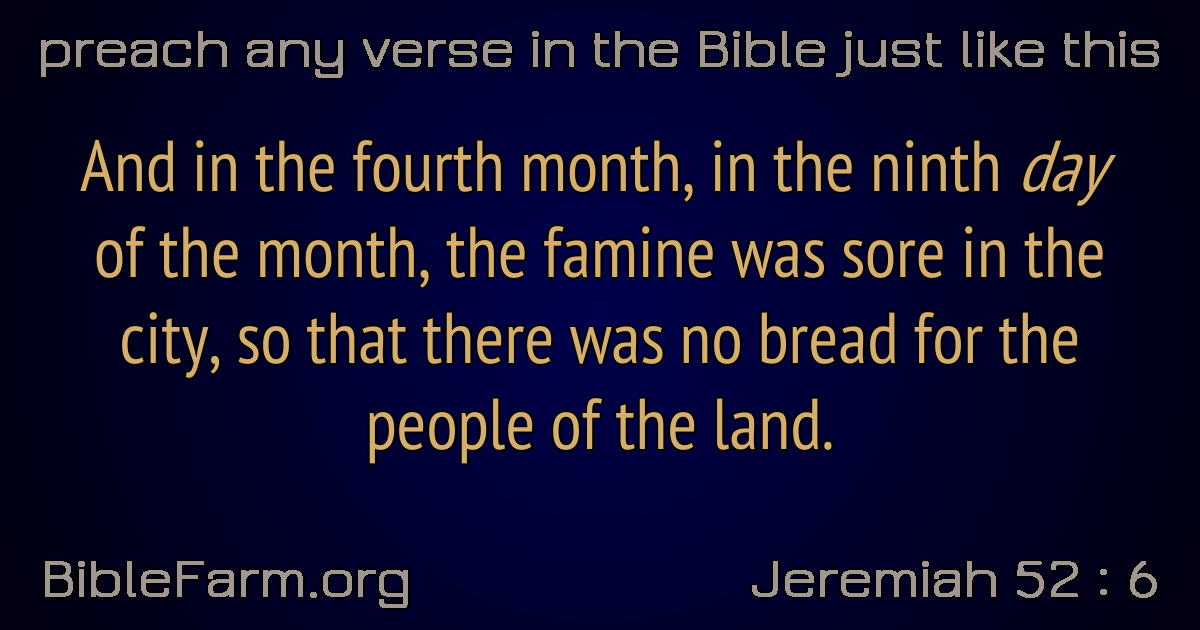 preach any verse in the Bible just like this
And in the fourth month, in the ninth day
of the month, the famine was sore in the
city, so that there was no bread for the
people of the land.
BibleFarm.org
Jeremiah 52 : 6